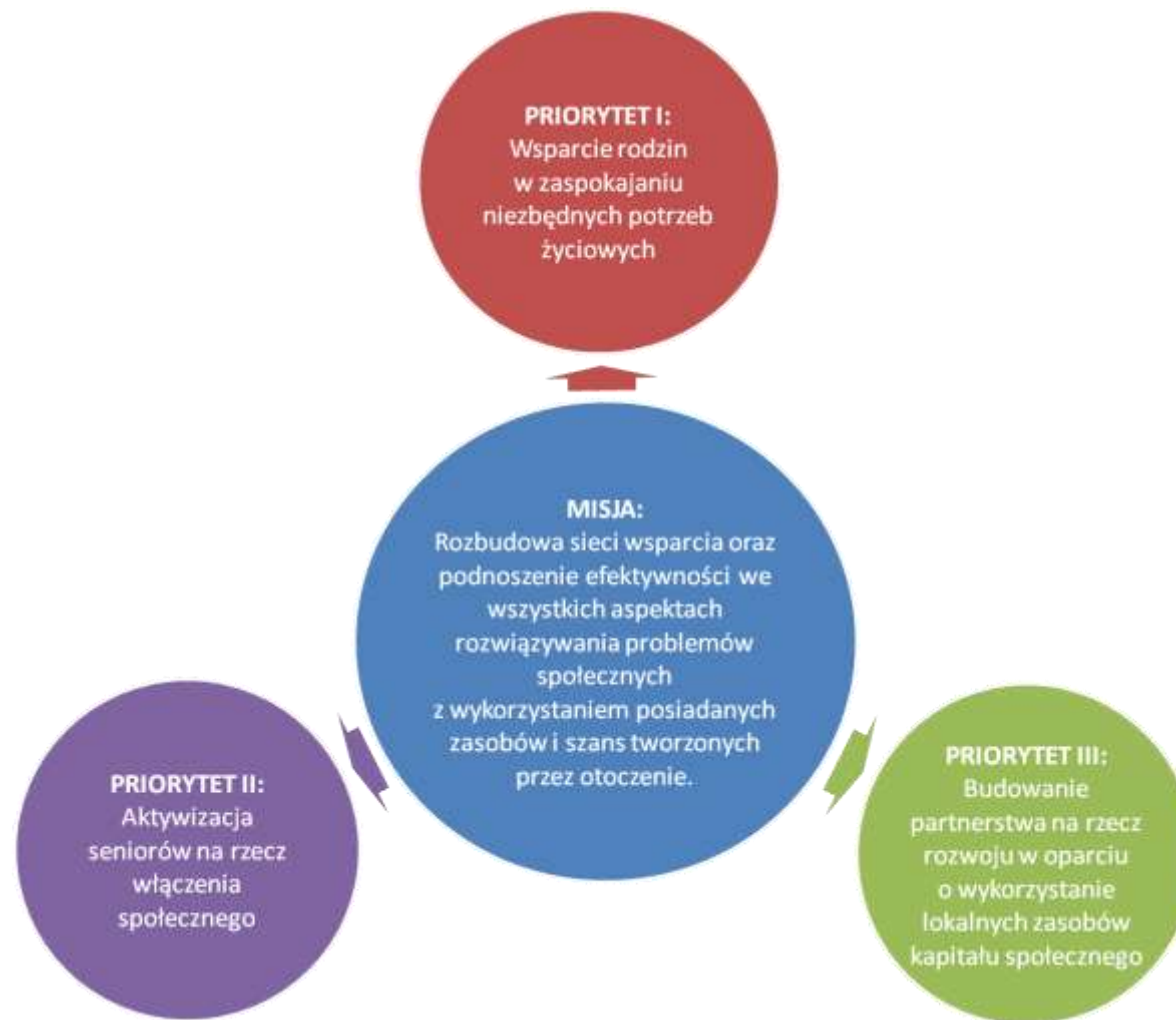 PRIORYTET I:
Wsparcie rodzin
w zaspokajaniu
niezbędnych potrzeb
życiowych
MISJA:
Rozbudowa sieci wsparcia oraz
podnoszenie efektywności we
wszystkich aspektach
rozwiązywania problemów
społecznych
z wykorzystaniem posiadanych
zasobów i szans tworzonych
przez otoczenie.
PRIORYTET II:
Aktywizacja
seniorów na rzecz
włączenia
społecznego
PRIORYTET III:
Budowanie
partnerstwa na rzecz
rozwoju w oparciu
o wykorzystanie
lokalnych zasobów
kapitału społecznego